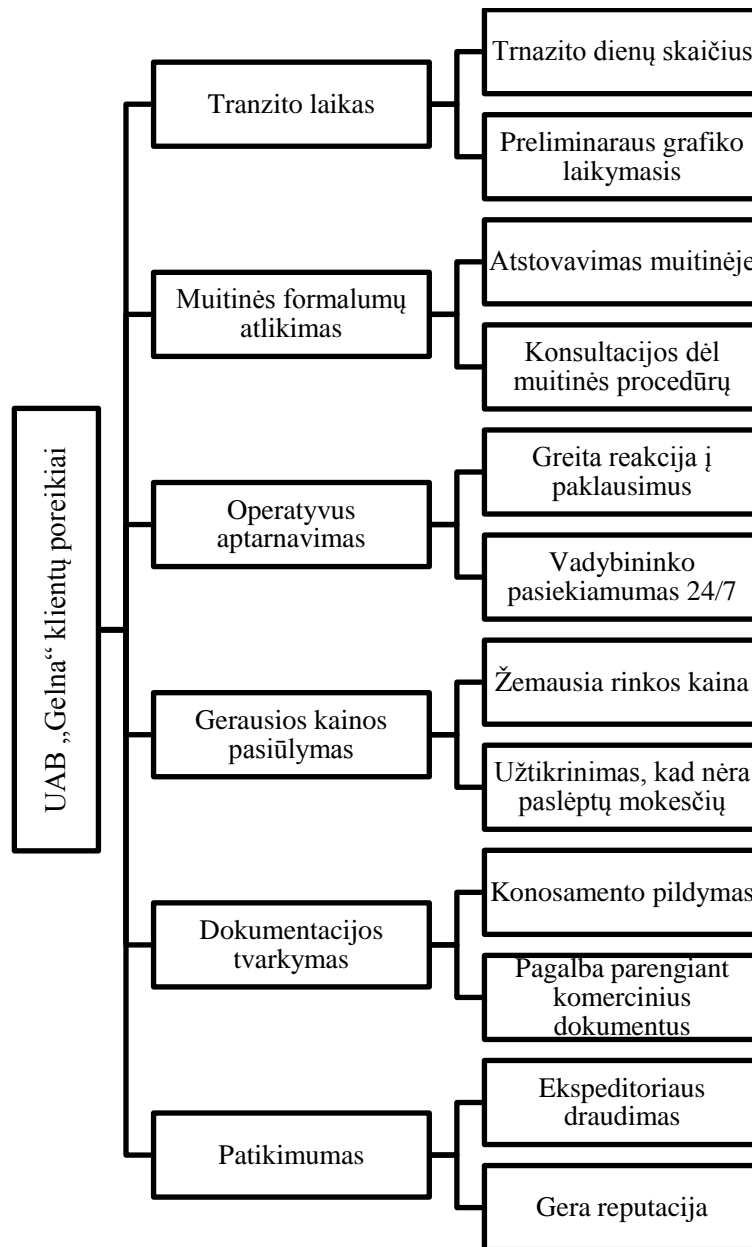 UAB „Gelna“ klientų poreikiai
Tranzito laikas
Trnazito dienų skaičius
Preliminaraus grafiko
laikymasis
Muitinės formalumų
atlikimas
Atstovavimas muitinėje
Konsultacijos dėl
muitinės procedūrų
Operatyvus
aptarnavimas
Greita reakcija į
paklausimus
Vadybininko
pasiekiamumas 24/7
Gerausios kainos
pasiūlymas
Žemausia rinkos kaina
Užtikrinimas, kad nėra
paslėptų mokesčių
Dokumentacijos
tvarkymas
Konosamento pildymas
Pagalba parengiant
komercinius
dokumentus
Patikimumas
Ekspeditoriaus
draudimas
Gera reputacija